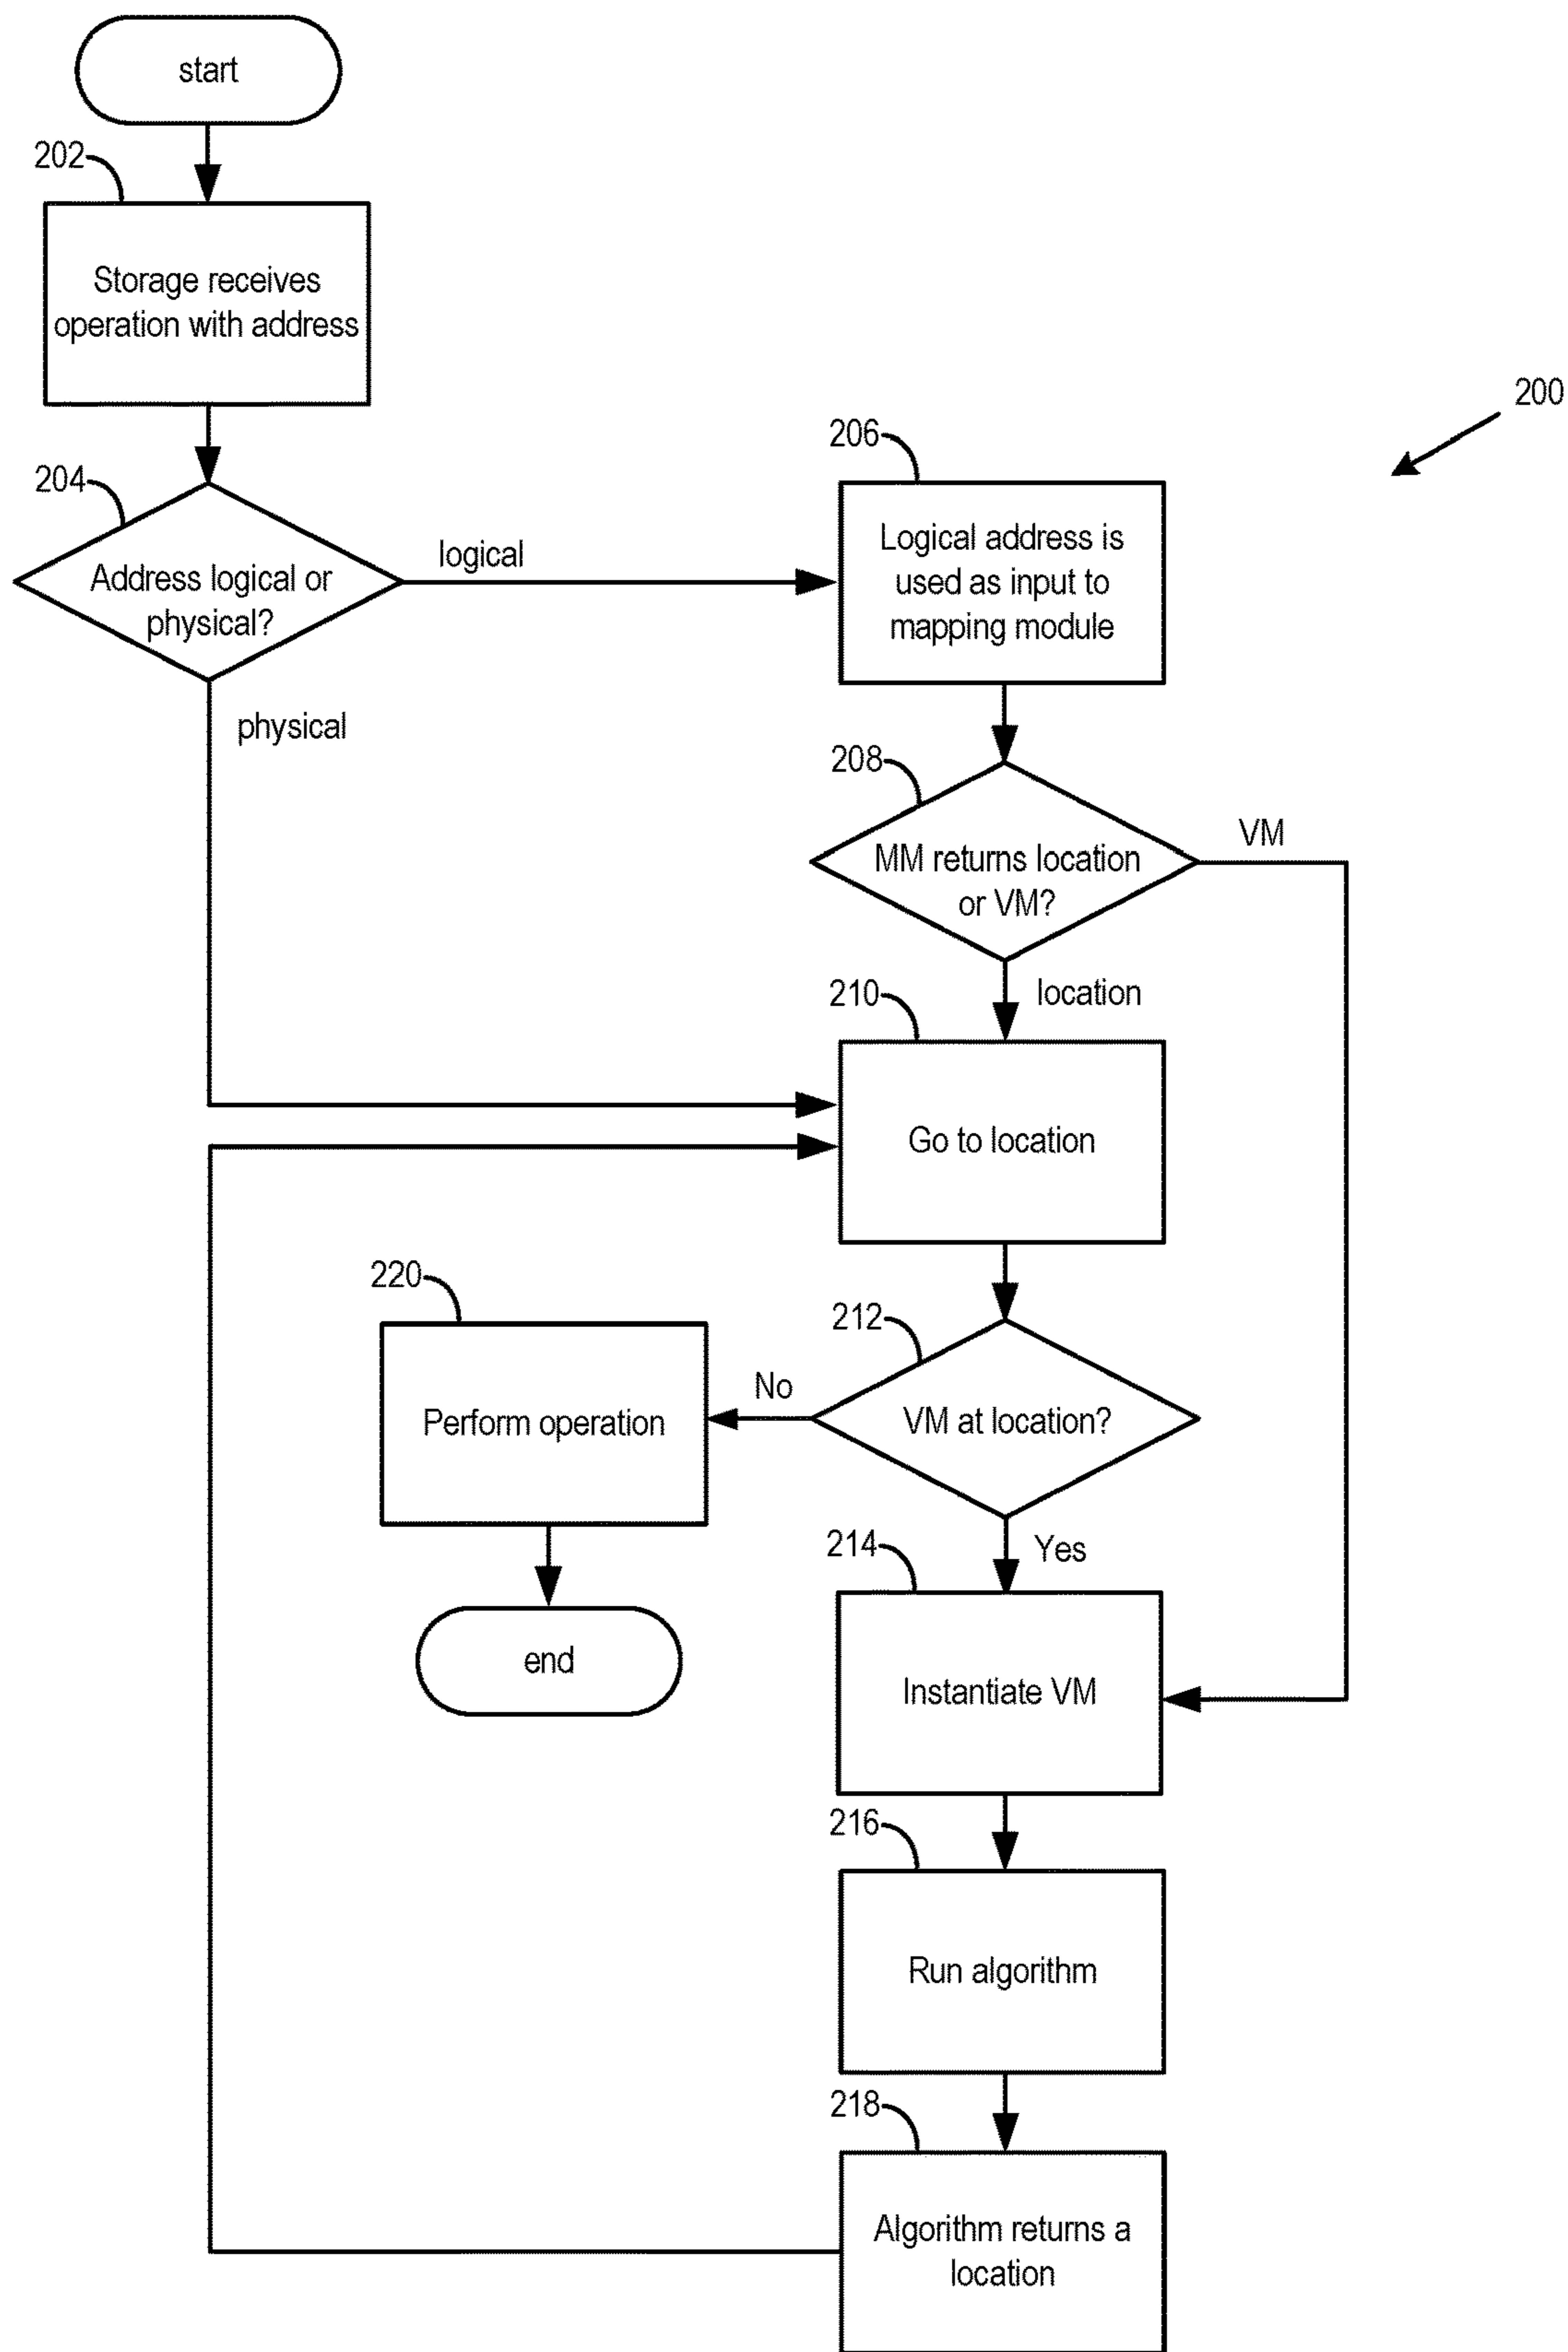 start
202
Storage receives
operation with address
200
204
Address logical or
physical?
logical
physical
206
Logical address is
used as input to
mapping module
208
MM returns location
or VM?
VM
location
210
Go to location
220
Perform operation
212
VM at location?
No
Yes
end
214
Instantiate VM
216
Run algorithm
218
Algorithm returns a
location